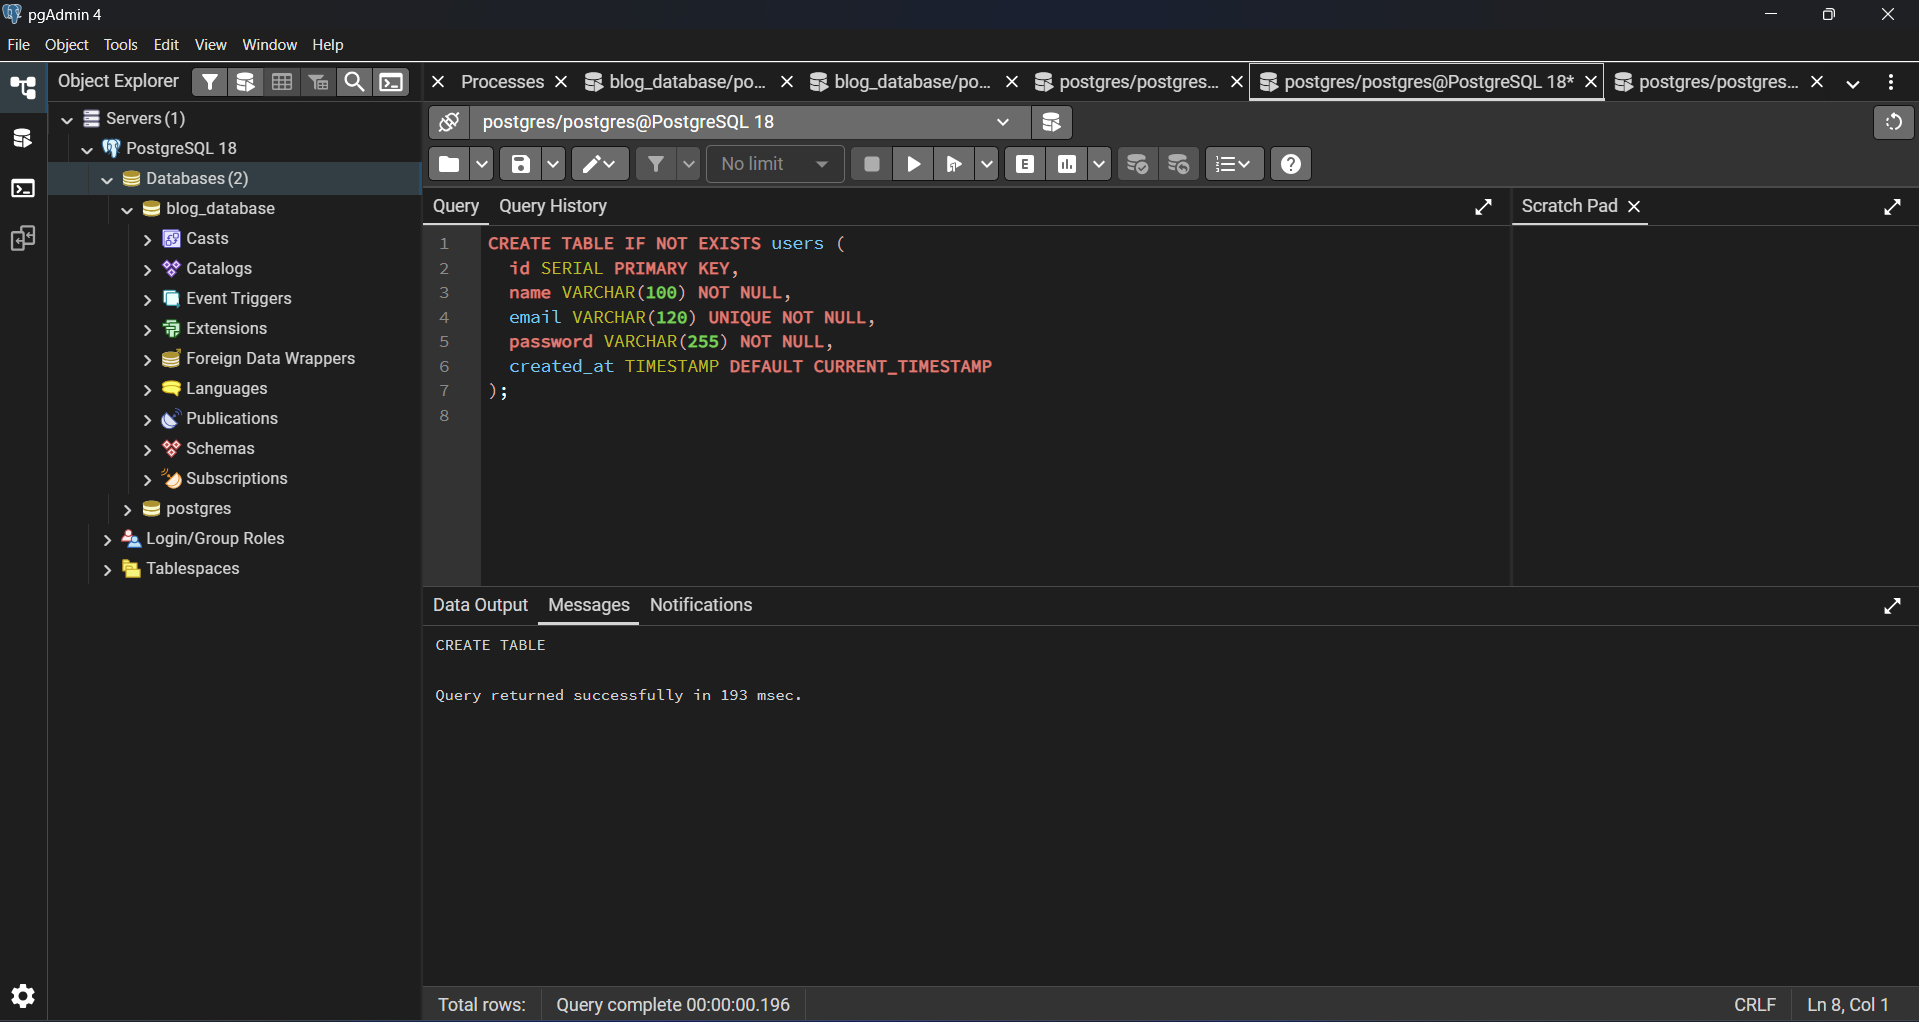 pgAdmin 4
File Object Tools Edit View Window Help
Object Explorer
Processes blog_database/po... blog_database/po... postgres/postgres... postgres/postgres@PostgreSQL 18* postgres/postgres...
Servers (1)
PostgreSQL 18
Databases (2)
blog_database
Casts
Catalogs
Event Triggers
Extensions
Foreign Data Wrappers
Languages
Publications
Schemas
Subscriptions
postgres
Login/Group Roles
Tablespaces
postgres/postgres@PostgreSQL 18
No limit
E
Query Query History
Scratch Pad
1 CREATE TABLE IF NOT EXISTS users (
2 id SERIAL PRIMARY KEY,
3 name VARCHAR(100) NOT NULL,
4 email VARCHAR(120) UNIQUE NOT NULL,
5 password VARCHAR(255) NOT NULL,
6 created_at TIMESTAMP DEFAULT CURRENT_TIMESTAMP
7 );
8
Data Output Messages Notifications
CREATE TABLE
Query returned successfully in 193 msec.
Total rows: Query complete 00:00:00.196 CRLF Ln 8, Col 1